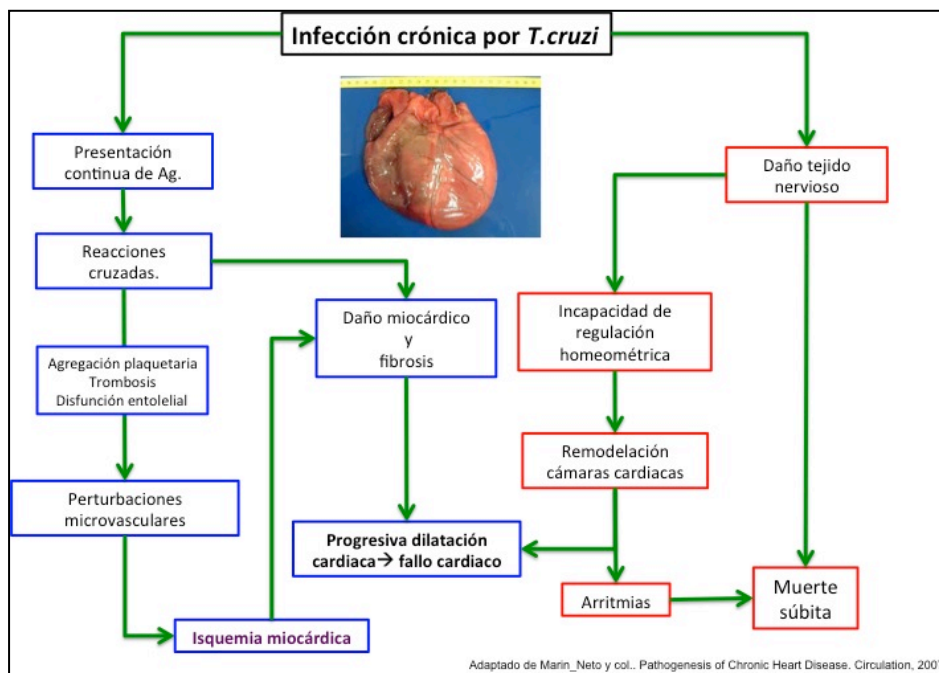 Infección crónica por T.cruzi
Presentación
continua de Ag.
Reacciones
cruzadas.
Agregación plaquetaria
Trombosis
Disfunción entolelial
Perturbaciones
microvasculares
Isquemia miocárdica
Daño miocárdico
y
fibrosis
Progresiva dilatación
cardiaca→ fallo cardiaco
Daño tejido
nervioso
Incapacidad de
regulación
homeométrica
Remodelación
cámaras cardiacas
Arritmias
Muerte
súbita
Adaptado de Marin_Neto y col.. Pathogenesis of Chronic Heart Disease. Circulation, 2007